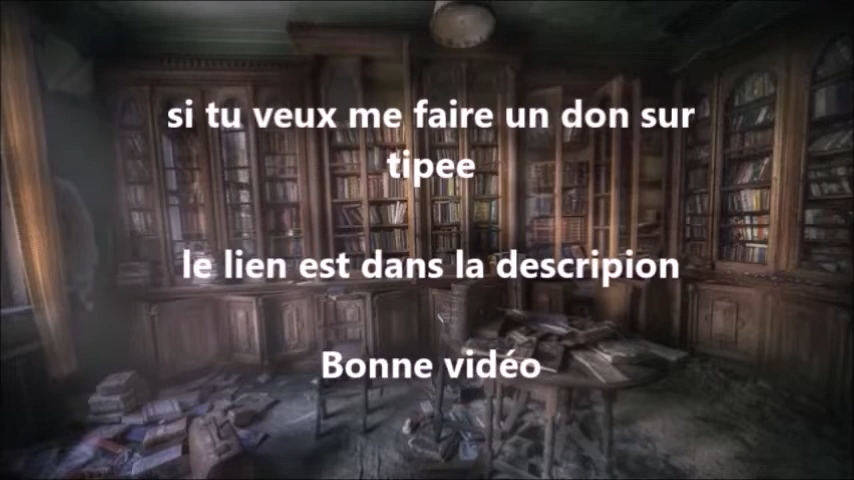 si tu veux me faire un don sur
tipee
le lien est dans la descripion
Bonne vidéo